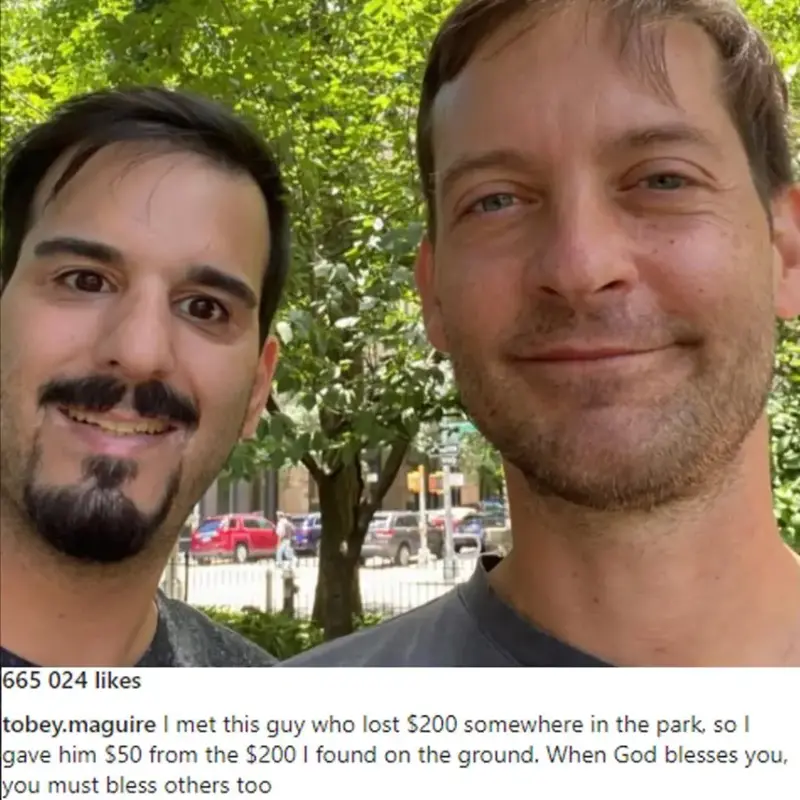 665 024 likes
tobey.maguire I met this guy who lost $200 somewhere in the park, so I
gave him $50 from the $200 I found on the ground. When God blesses you,
you must bless others too